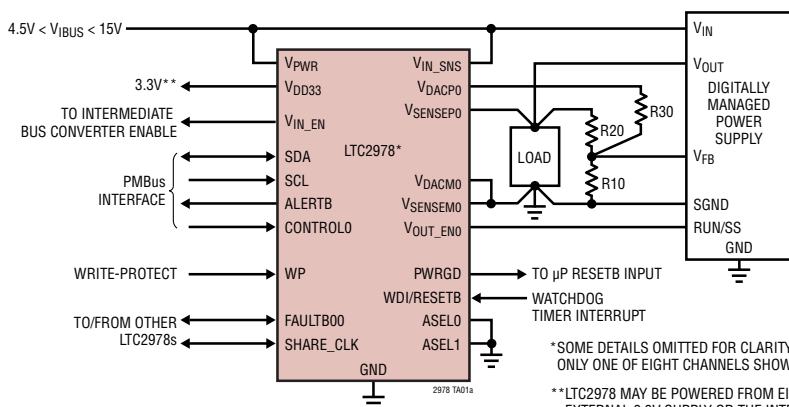 4.5V < VIBUS < 15V
VPWR
VDD33
VIN_EN
SDA
SCL
ALERTB
CONTROL0
WP
FAULTB00
SHARE_CLK
GND
LTC2978*
VIN_SNS
VDACP0
VSENSEP0
VDACM0
VSENSEM0
VOUT_EN0
PWRGD
WDI/RESETB
ASEL0
ASEL1
3.3V**
TO INTERMEDIATE
BUS CONVERTER ENABLE
PMBus
INTERFACE
WRITE-PROTECT
TO/FROM OTHER
LTC2978s
LOAD
R20
R30
R10
VIN
VOUT
DIGITALLY
MANAGED
POWER
SUPPLY
VFB
SGND
RUN/SS
GND
TO µP RESETB INPUT
WATCHDOG
TIMER INTERRUPT
2978 TA01a
*SOME DETAILS OMITTED FOR CLARITY
ONLY ONE OF EIGHT CHANNELS SHOW
**LTC2978 MAY BE POWERED FROM